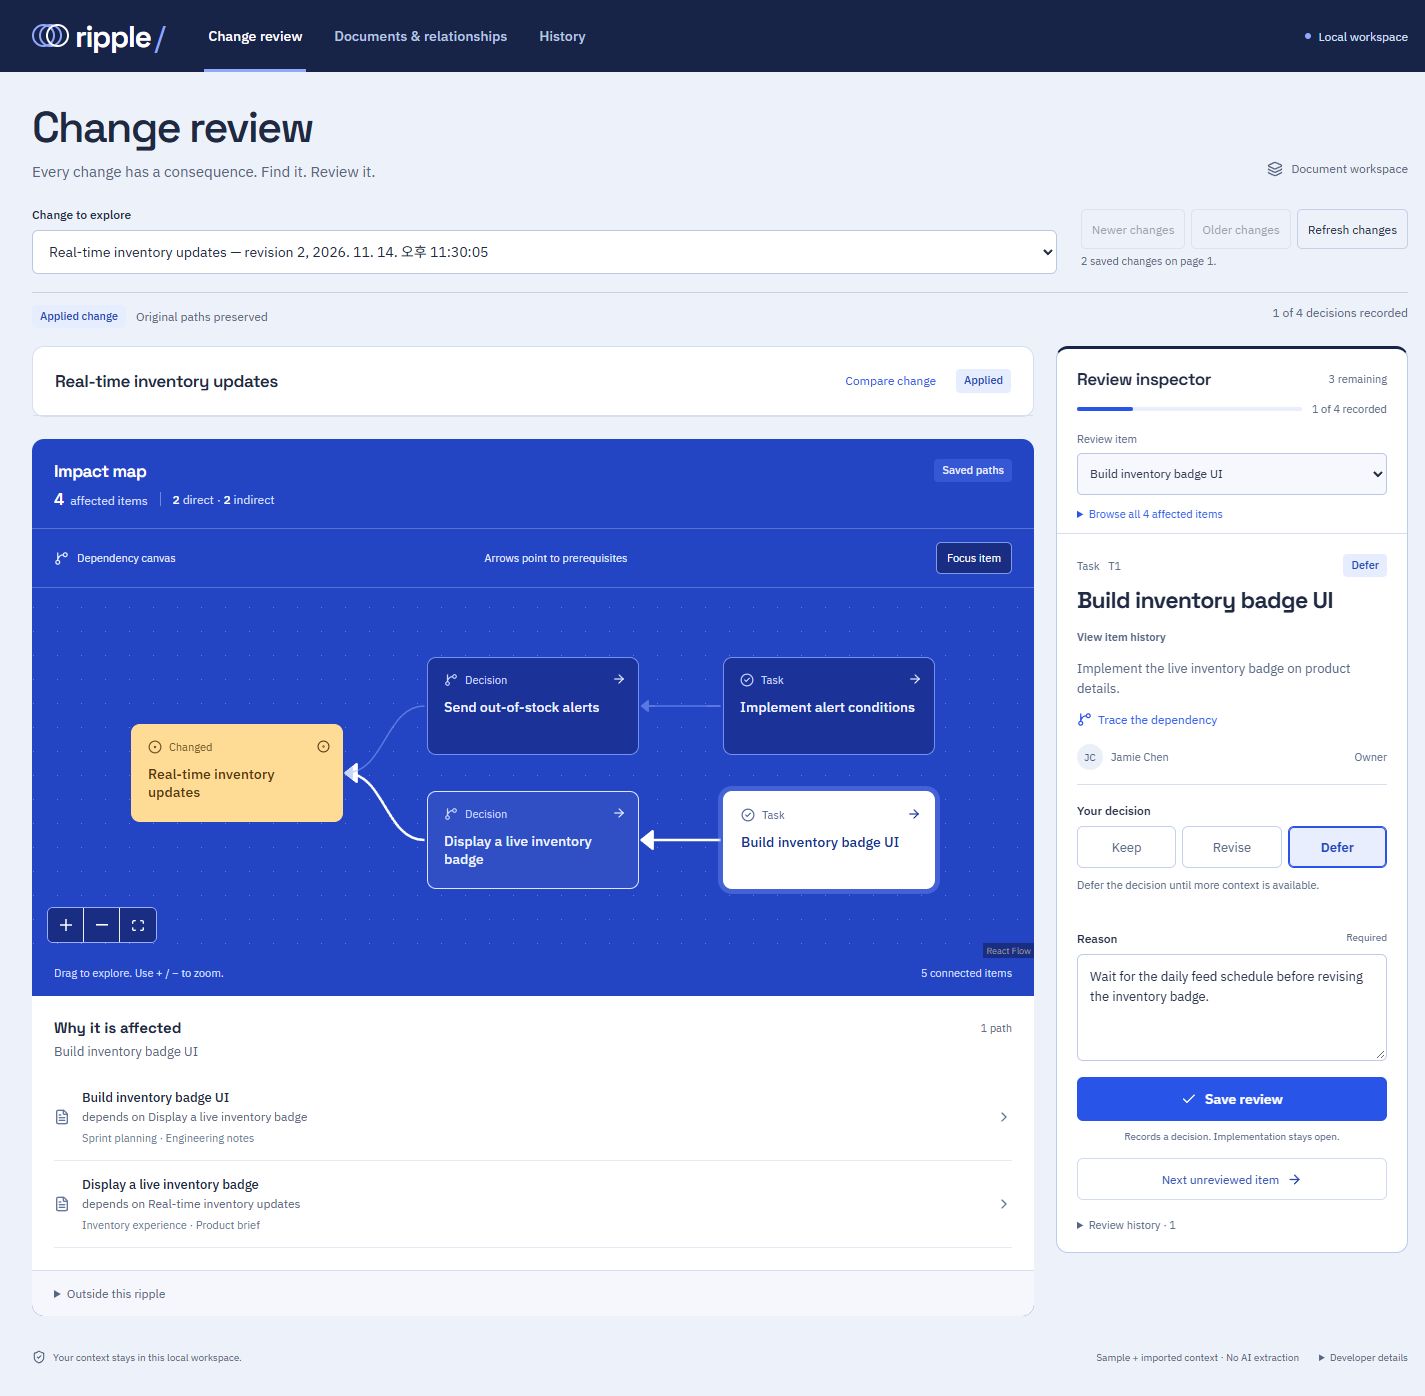 ripple/
Change review
Documents & relationships
History
Local workspace
Change review
Every change has a consequence. Find it. Review it.
Document workspace
Change to explore
Real-time inventory updates — revision 2, 2026. 11. 14. 오후 11:30:05
Newer changes
Older changes
Refresh changes
2 saved changes on page 1.
Applied change
Original paths preserved
1 of 4 decisions recorded
Real-time inventory updates
Compare change
Applied
Impact map
Saved paths
4 affected items
2 direct · 2 indirect
Dependency canvas
Arrows point to prerequisites
Focus item
Changed
Real-time inventory
updates
Decision
Send out-of-stock alerts
Task
Implement alert conditions
Decision
Display a live inventory
badge
Task
Build inventory badge UI
React Flow
Drag to explore. Use + / – to zoom.
5 connected items
Why it is affected
1 path
Build inventory badge UI
Build inventory badge UI
depends on Display a live inventory badge
Sprint planning · Engineering notes
Display a live inventory badge
depends on Real-time inventory updates
Inventory experience · Product brief
Outside this ripple
Review inspector
3 remaining
1 of 4 recorded
Review item
Build inventory badge UI
Browse all 4 affected items
Task T1
Defer
Build inventory badge UI
View item history
Implement the live inventory badge on product
details.
Trace the dependency
JC
Jamie Chen
Owner
Your decision
Keep
Revise
Defer
Defer the decision until more context is available.
Reason
Required
Wait for the daily feed schedule before revising
the inventory badge.
Save review
Records a decision. Implementation stays open.
Next unreviewed item
Review history · 1
Your context stays in this local workspace.
Sample + imported context · No AI extraction
Developer details